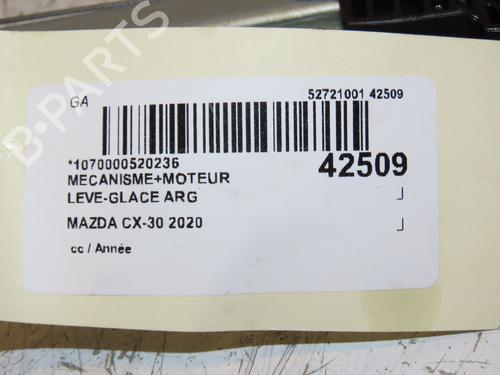 B-PARTS
GA
52721001 42509
*1070000520236
42509
MECANISME+MOTEUR
LEVE-GLACE ARG
MAZDA CX-30 2020
cc / Année